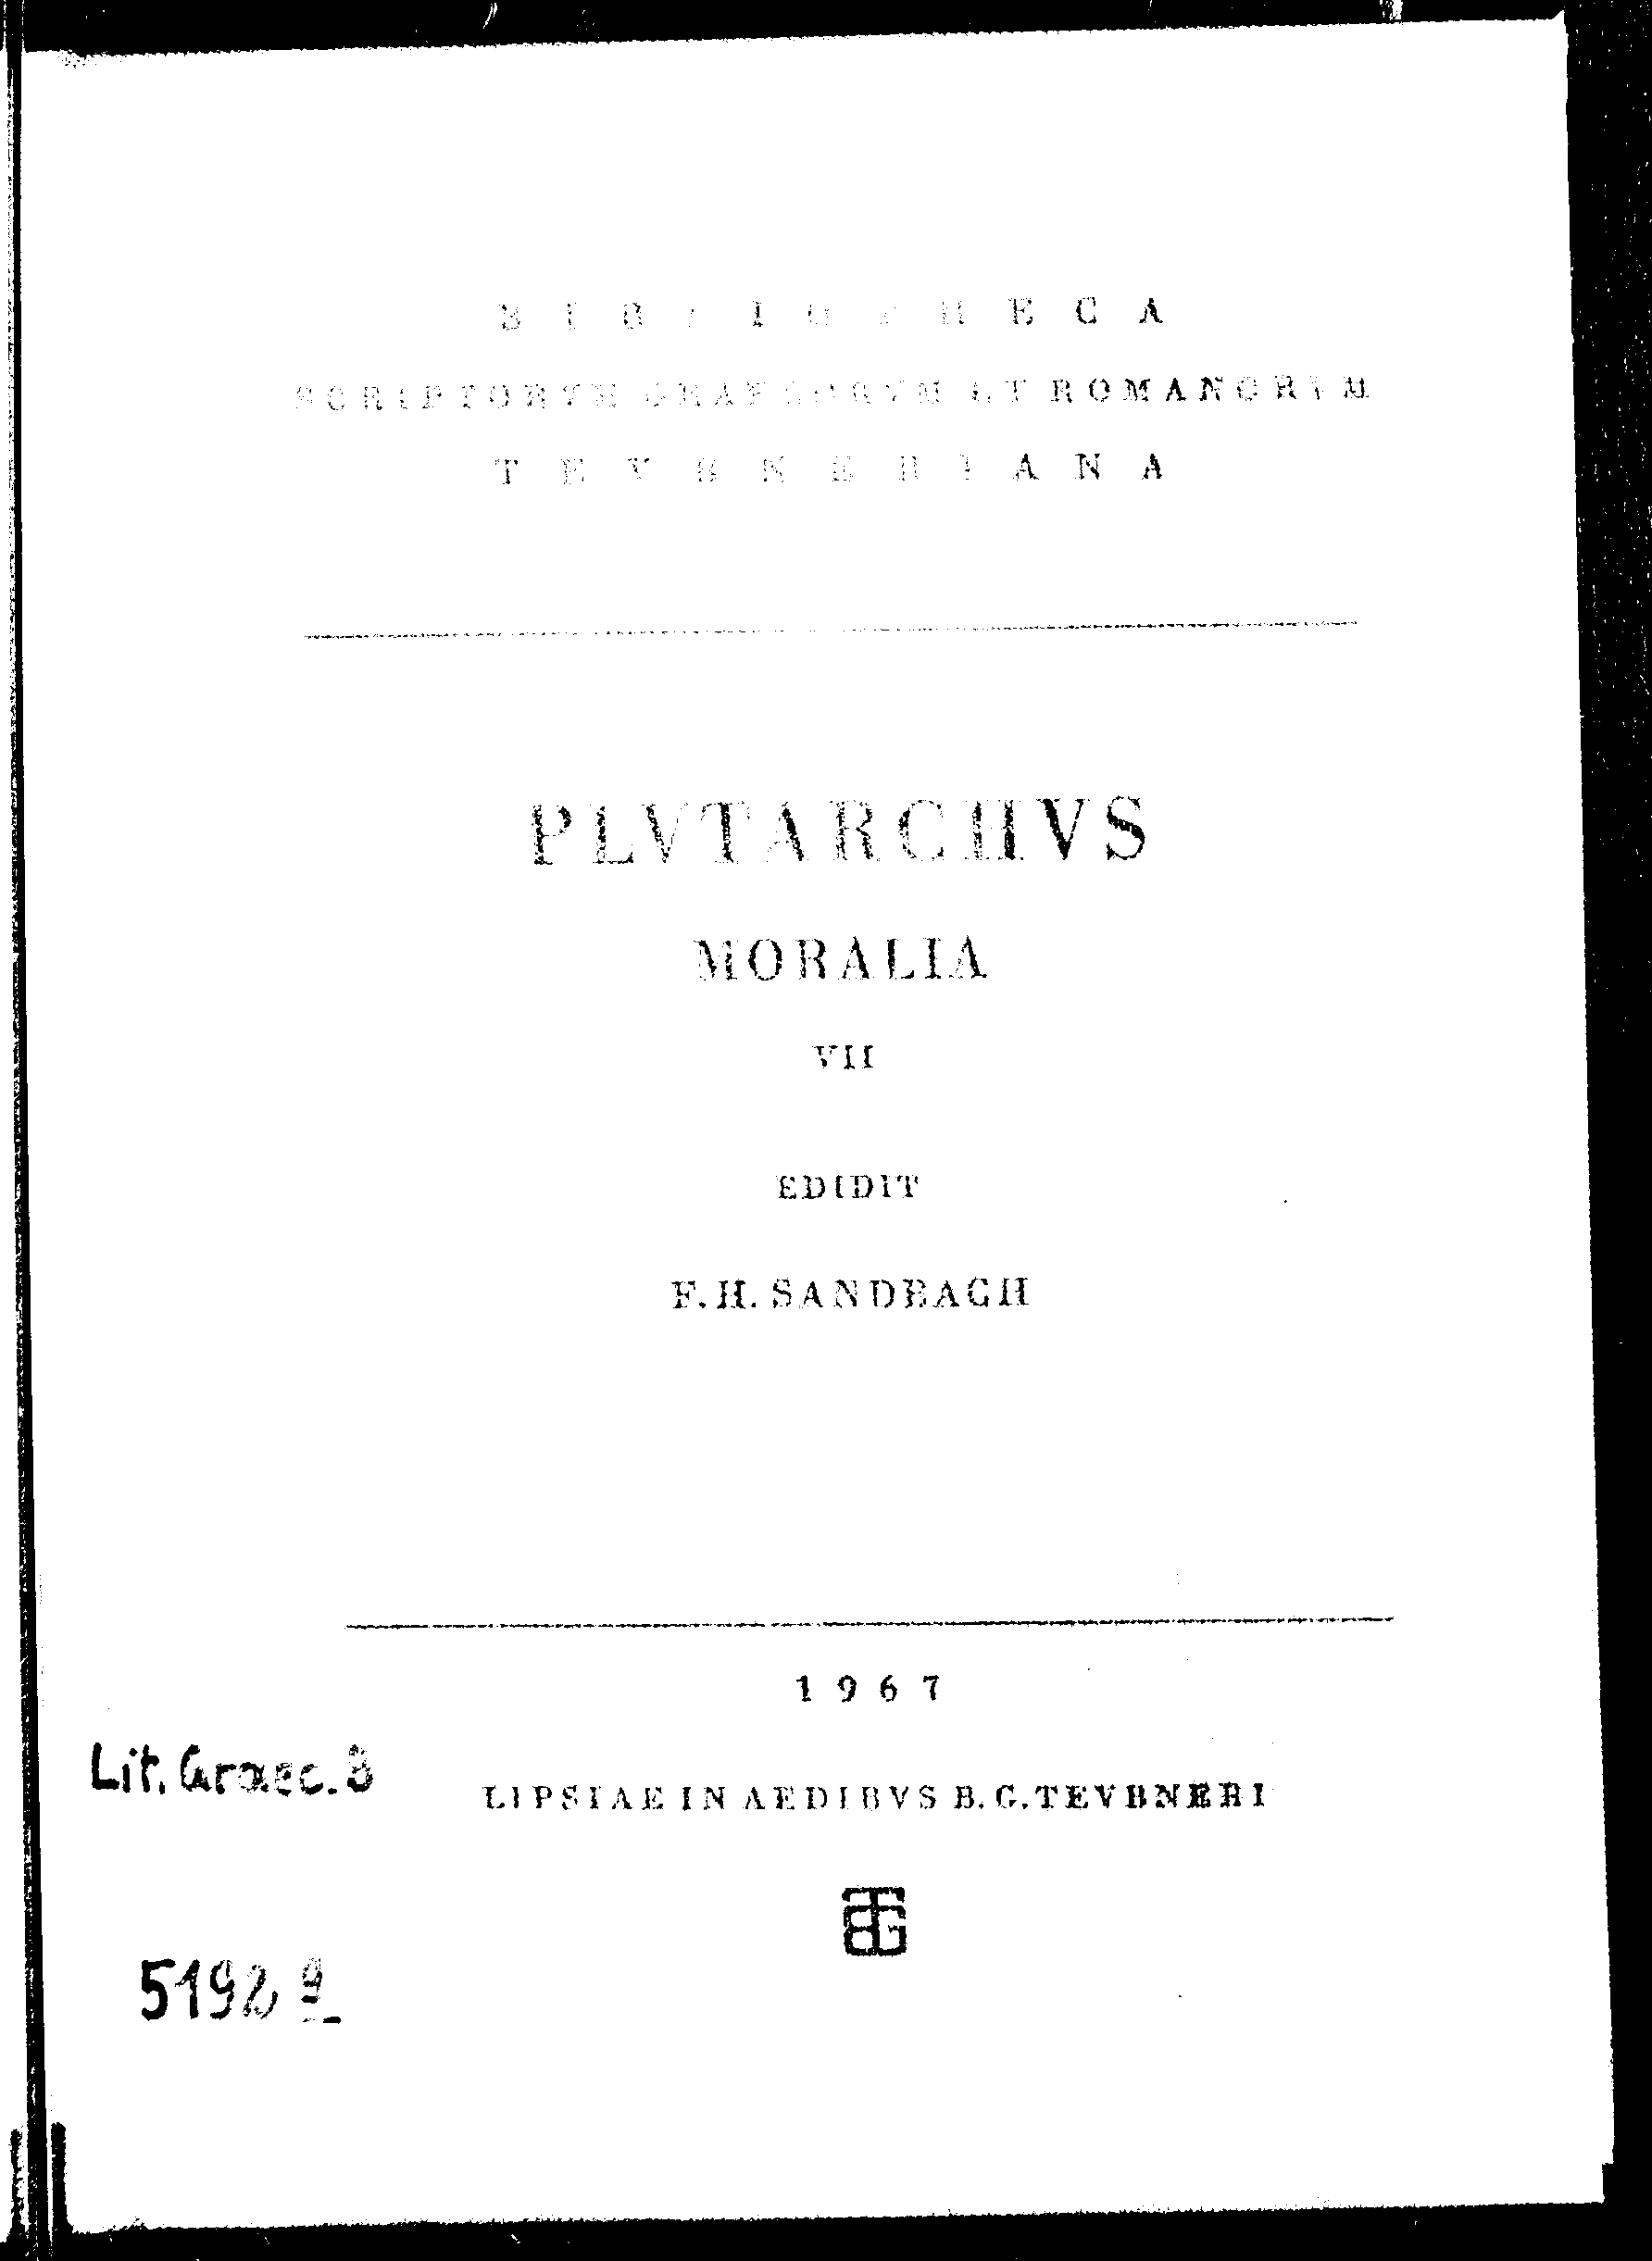 BIBLIOTHECA
SCRIPTORVM GRAECORVM ET ROMANORVM
TEVBNERIANA
PLVTARCHVS
MORALIA
VII
EDIDIT
F. H. SANDBACH
1967
Lit. Graec. B
LIPSIAE IN AEDIBVS B. G. TEVBNERI
BTG
5192 9